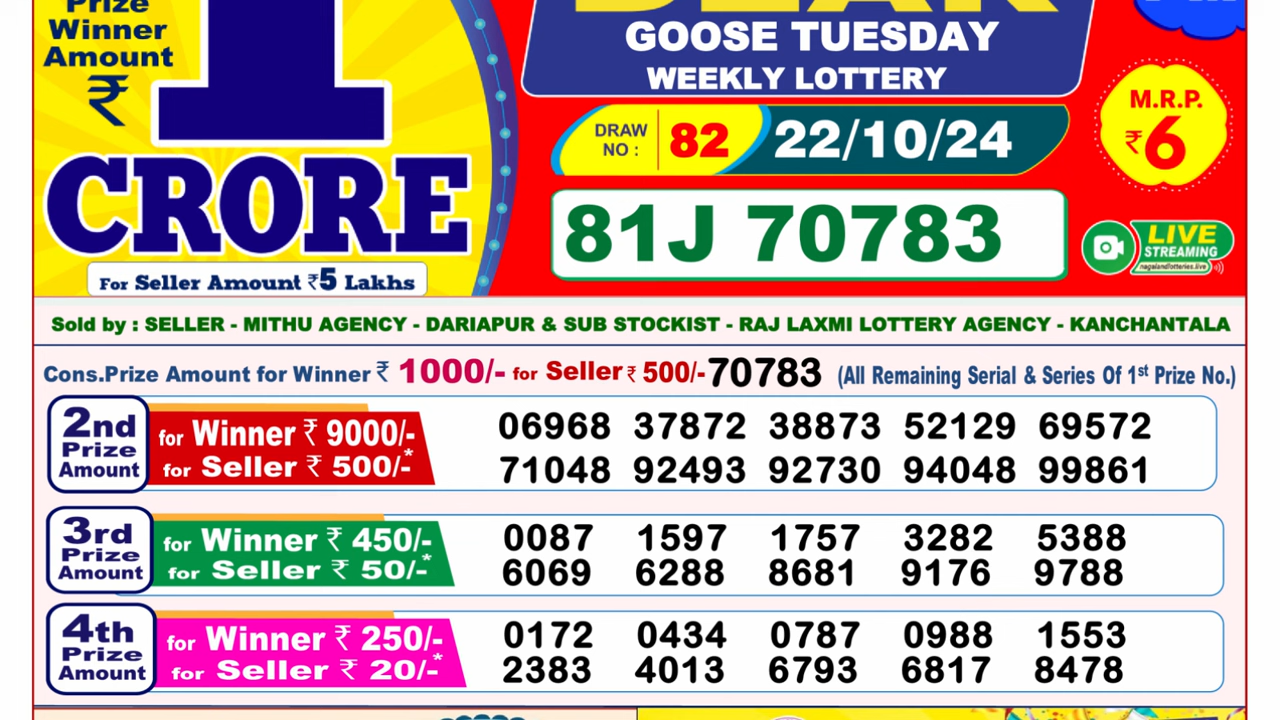 Prize
Winner
Amount
₹
1
CRORE
For Seller Amount ₹5 Lakhs
DEAR
GOOSE TUESDAY
WEEKLY LOTTERY
DRAW NO : 82 22/10/24
M.R.P.
₹6
81J 70783
LIVE
STREAMING
nagalandlotteries.live
Sold by : SELLER - MITHU AGENCY - DARIAPUR & SUB STOCKIST - RAJ LAXMI LOTTERY AGENCY - KANCHANTALA
Cons.Prize Amount for Winner ₹ 1000/- for Seller ₹ 500/- 70783 (All Remaining Serial & Series Of 1st Prize No.)
2nd Prize Amount
for Winner ₹ 9000/-
for Seller ₹ 500/-*
06968 37872 38873 52129 69572
71048 92493 92730 94048 99861
3rd Prize Amount
for Winner ₹ 450/-
for Seller ₹ 50/-*
0087 1597 1757 3282 5388
6069 6288 8681 9176 9788
4th Prize Amount
for Winner ₹ 250/-
for Seller ₹ 20/-*
0172 0434 0787 0988 1553
2383 4013 6793 6817 8478